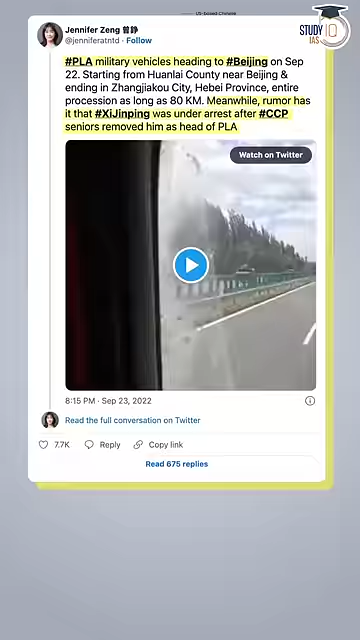 US-based Chinese
STUDY IQ
IAS
Jennifer Zeng 曾錚
@jenniferatntd · Follow
#PLA military vehicles heading to #Beijing on Sep
22. Starting from Huanlai County near Beijing &
ending in Zhangjiakou City, Hebei Province, entire
procession as long as 80 KM. Meanwhile, rumor has
it that #XiJinping was under arrest after #CCP
seniors removed him as head of PLA
Watch on Twitter
8:15 PM · Sep 23, 2022
Read the full conversation on Twitter
7.7K
Reply
Copy link
Read 675 replies